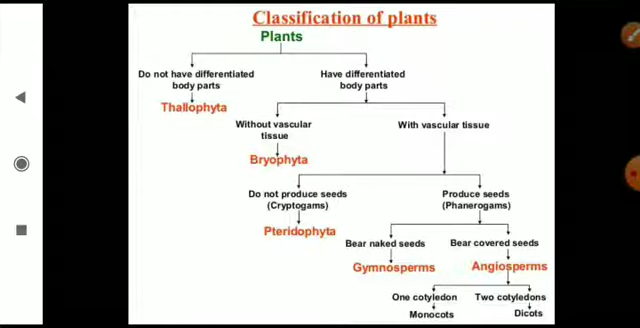 Classification of plants
Plants
Do not have differentiated
body parts
Have differentiated
body parts
Thallophyta
Without vascular
tissue
With vascular tissue
Bryophyta
Do not produce seeds
(Cryptogams)
Produce seeds
(Phanerogams)
Pteridophyta
Bear naked seeds
Bear covered seeds
Gymnosperms
Angiosperms
One cotyledon
Two cotyledons
Monocots
Dicots